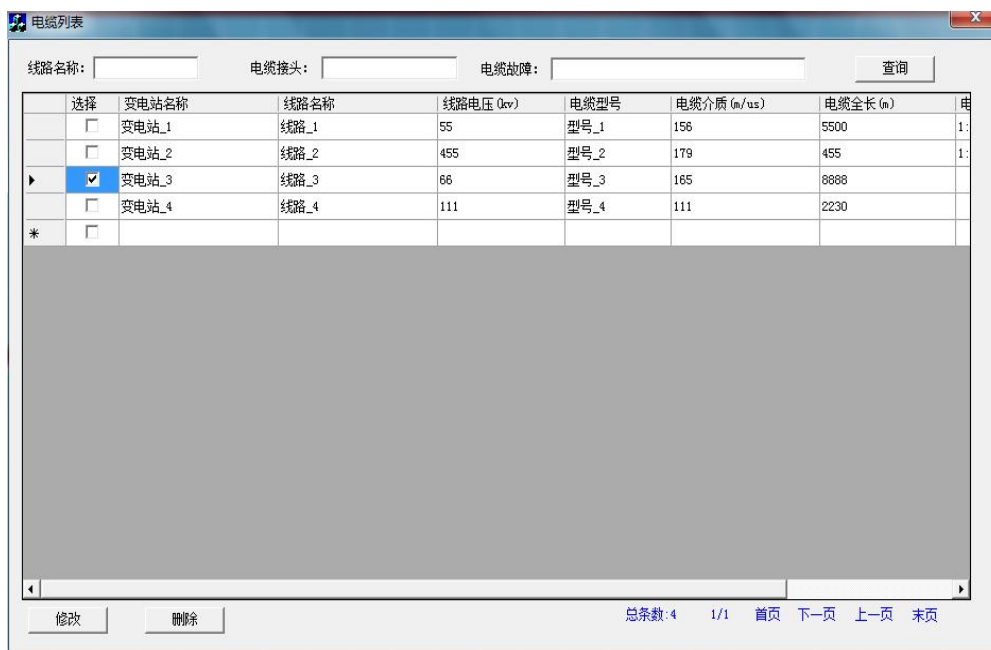 电缆列表
线路名称: 电缆接头: 电缆故障: 查询
选择 变电站名称 线路名称 线路电压(kv) 电缆型号 电缆介质(m/us) 电缆全长(m) 电
变电站_1 线路_1 55 型号_1 156 5500 1:
变电站_2 线路_2 455 型号_2 179 455 1:
变电站_3 线路_3 66 型号_3 165 8888
变电站_4 线路_4 111 型号_4 111 2230
修改 删除 总条数:4 1/1 首页 下一页 上一页 末页